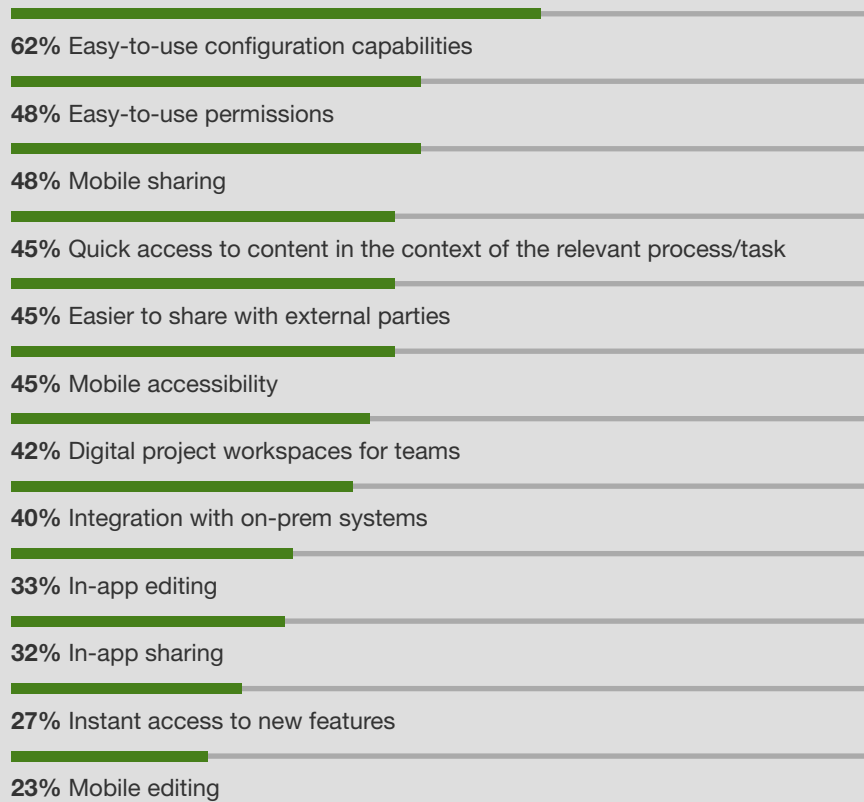 62% Easy-to-use configuration capabilities
48% Easy-to-use permissions
48% Mobile sharing
45% Quick access to content in the context of the relevant process/task
45% Easier to share with external parties
45% Mobile accessibility
42% Digital project workspaces for teams
40% Integration with on-prem systems
33% In-app editing
32% In-app sharing
27% Instant access to new features
23% Mobile editing